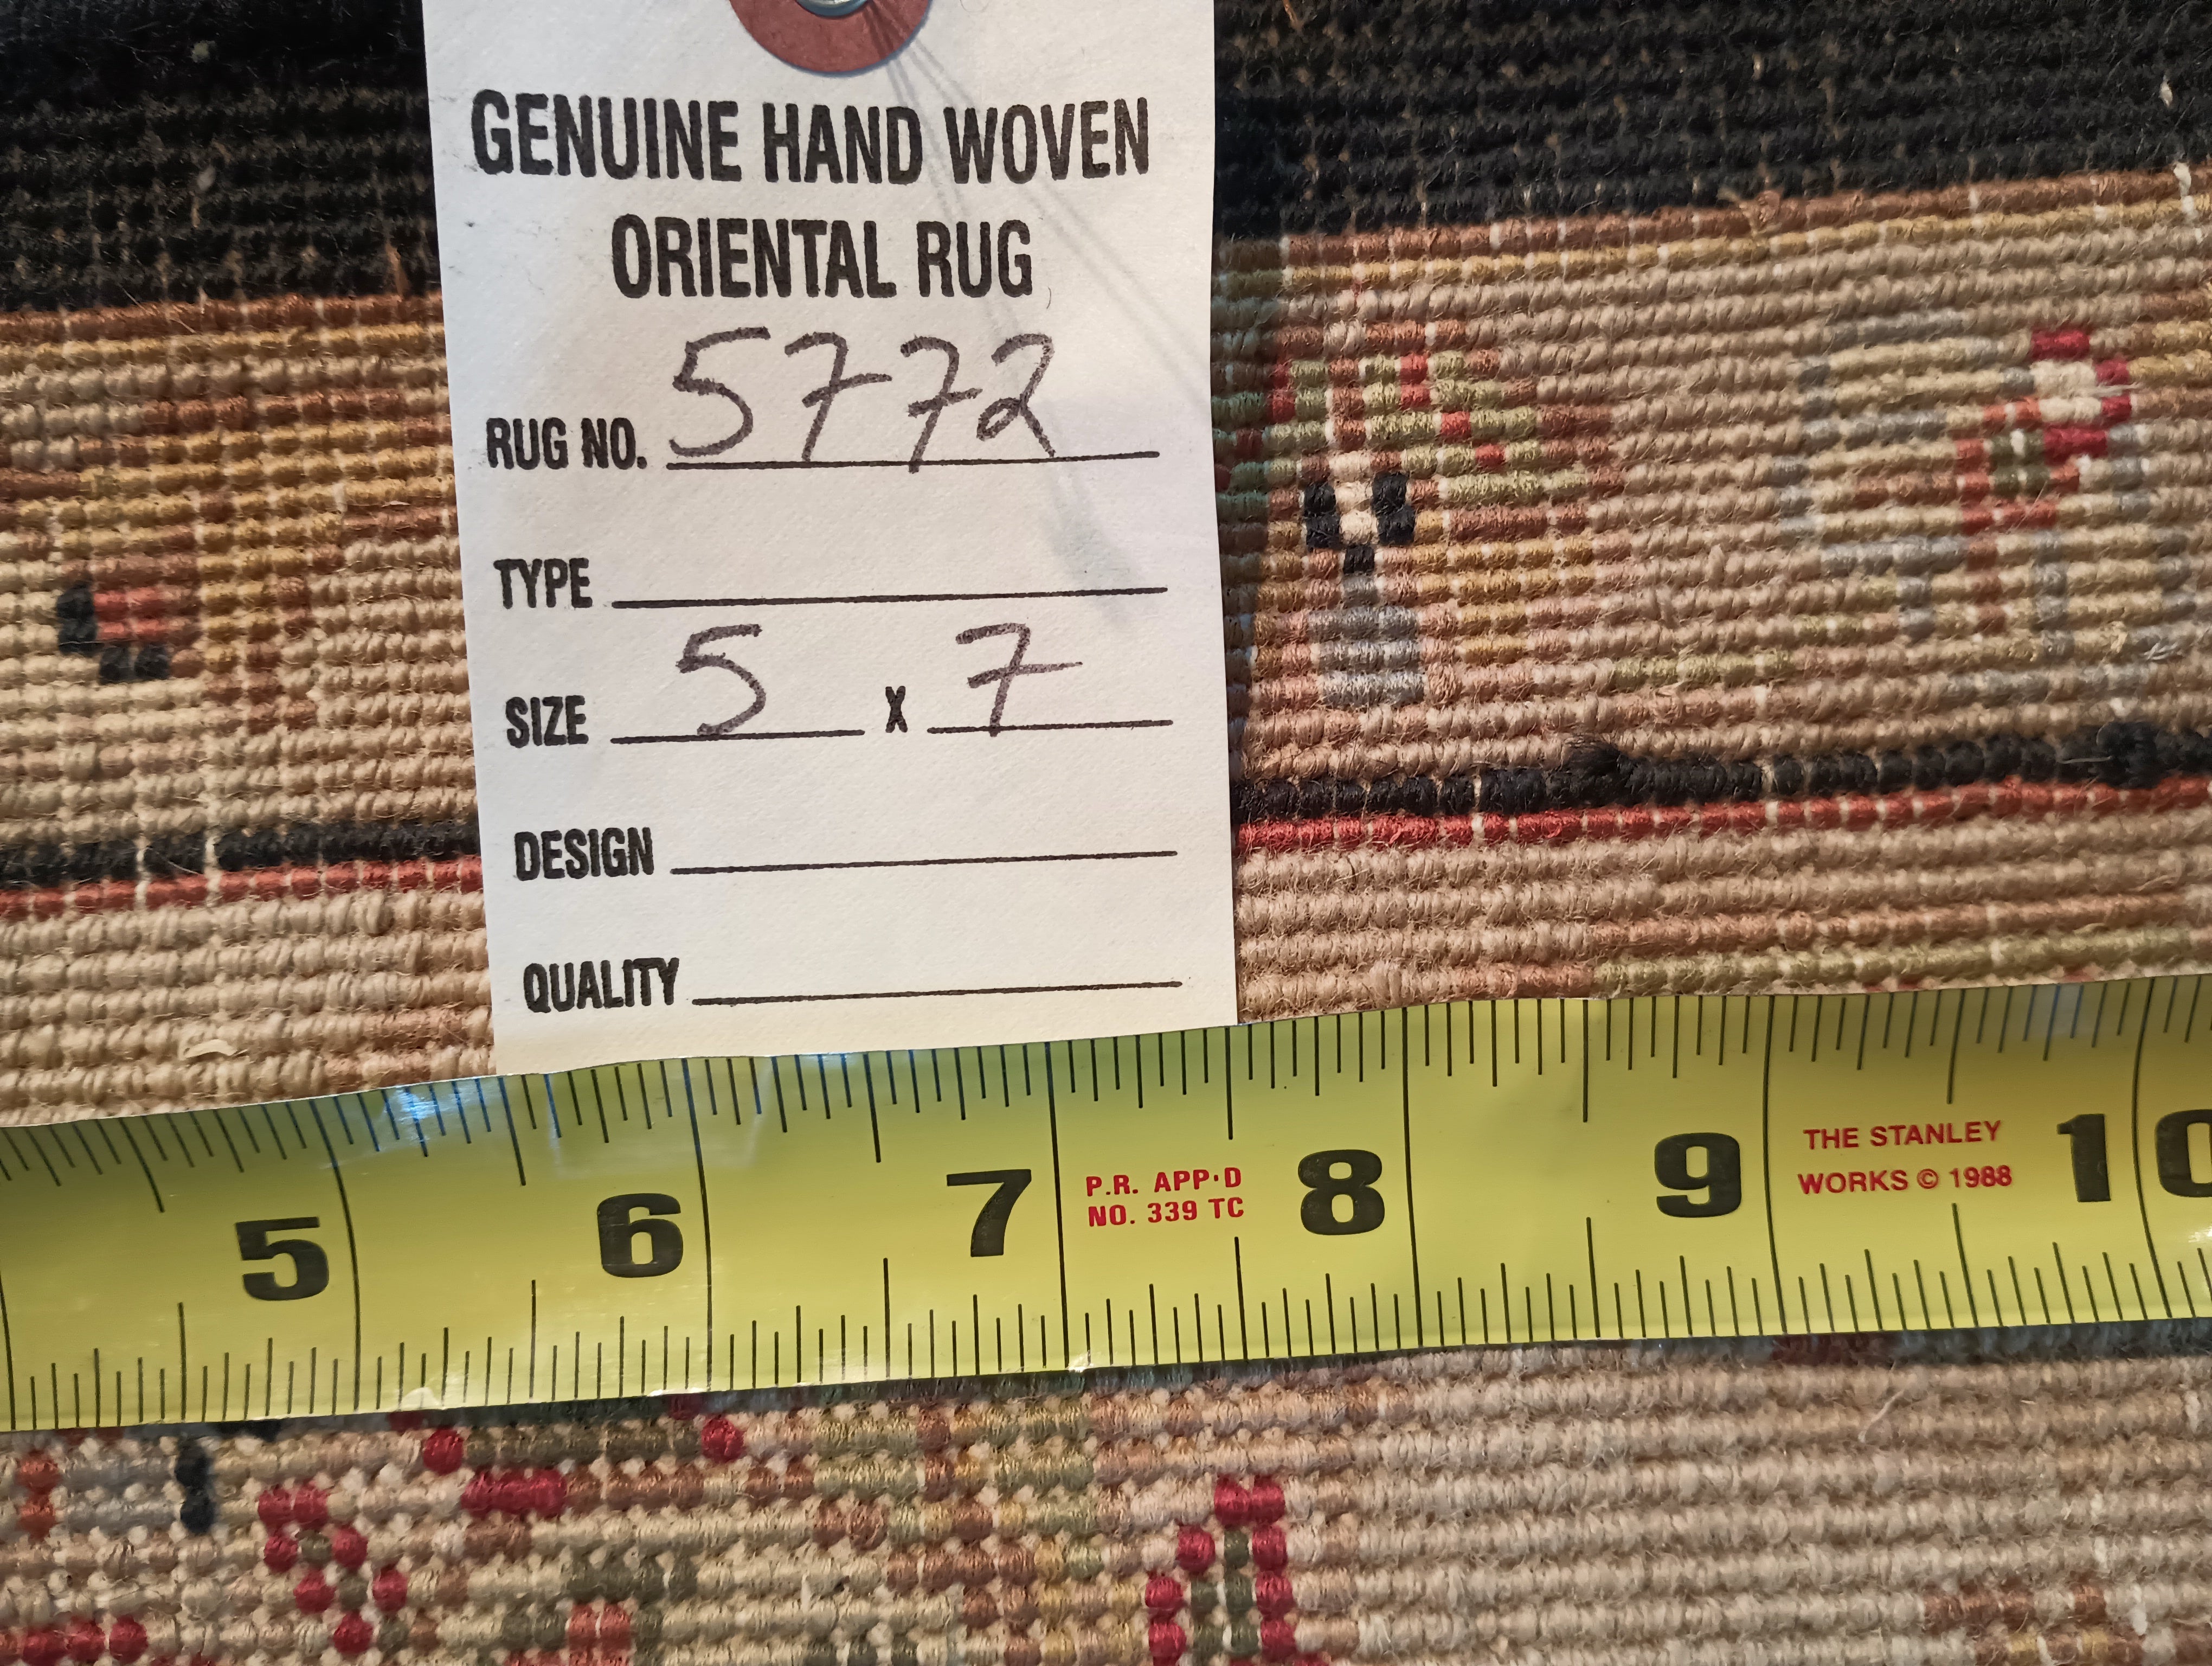 GENUINE HAND WOVEN
ORIENTAL RUG
RUG NO. 5772
TYPE
SIZE 5 X 7
DESIGN
QUALITY
5 6 7 P.R. APP·D 8 9 THE STANLEY 10
NO. 339 TC WORKS © 1988